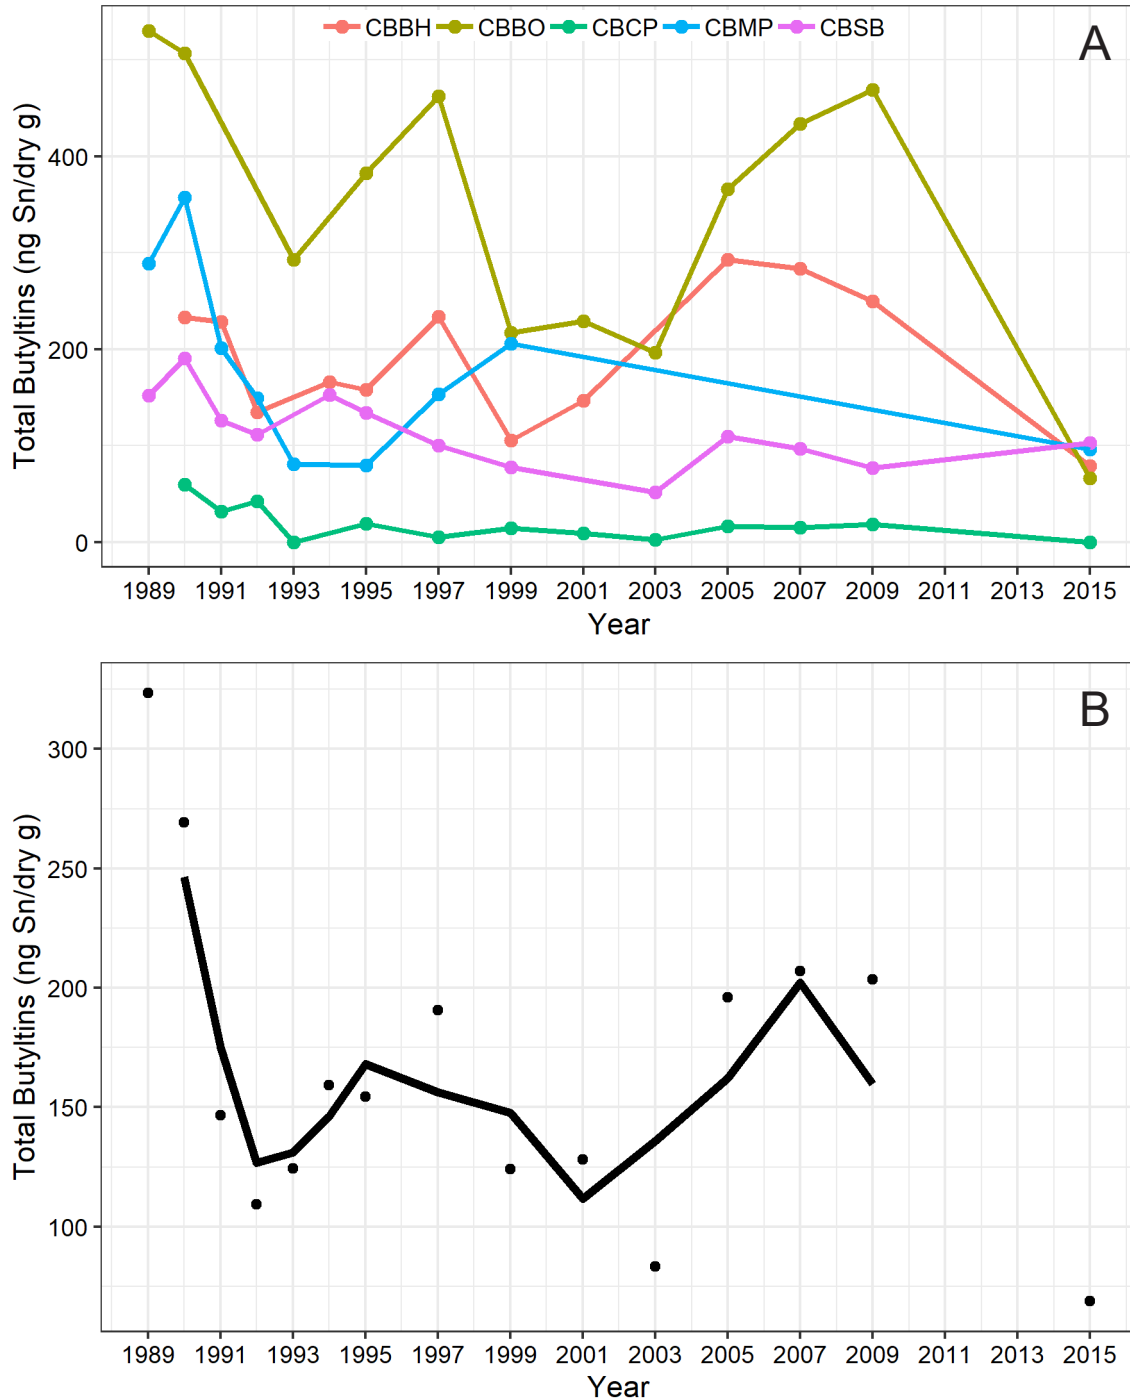 CBBH CBBO CBCP CBMP CBSB
A
Total Butyltins (ng Sn/dry g)
400
200
0
1989 1991 1993 1995 1997 1999 2001 2003 2005 2007 2009 2011 2013 2015
Year
B
Total Butyltins (ng Sn/dry g)
300
250
200
150
100
1989 1991 1993 1995 1997 1999 2001 2003 2005 2007 2009 2011 2013 2015
Year